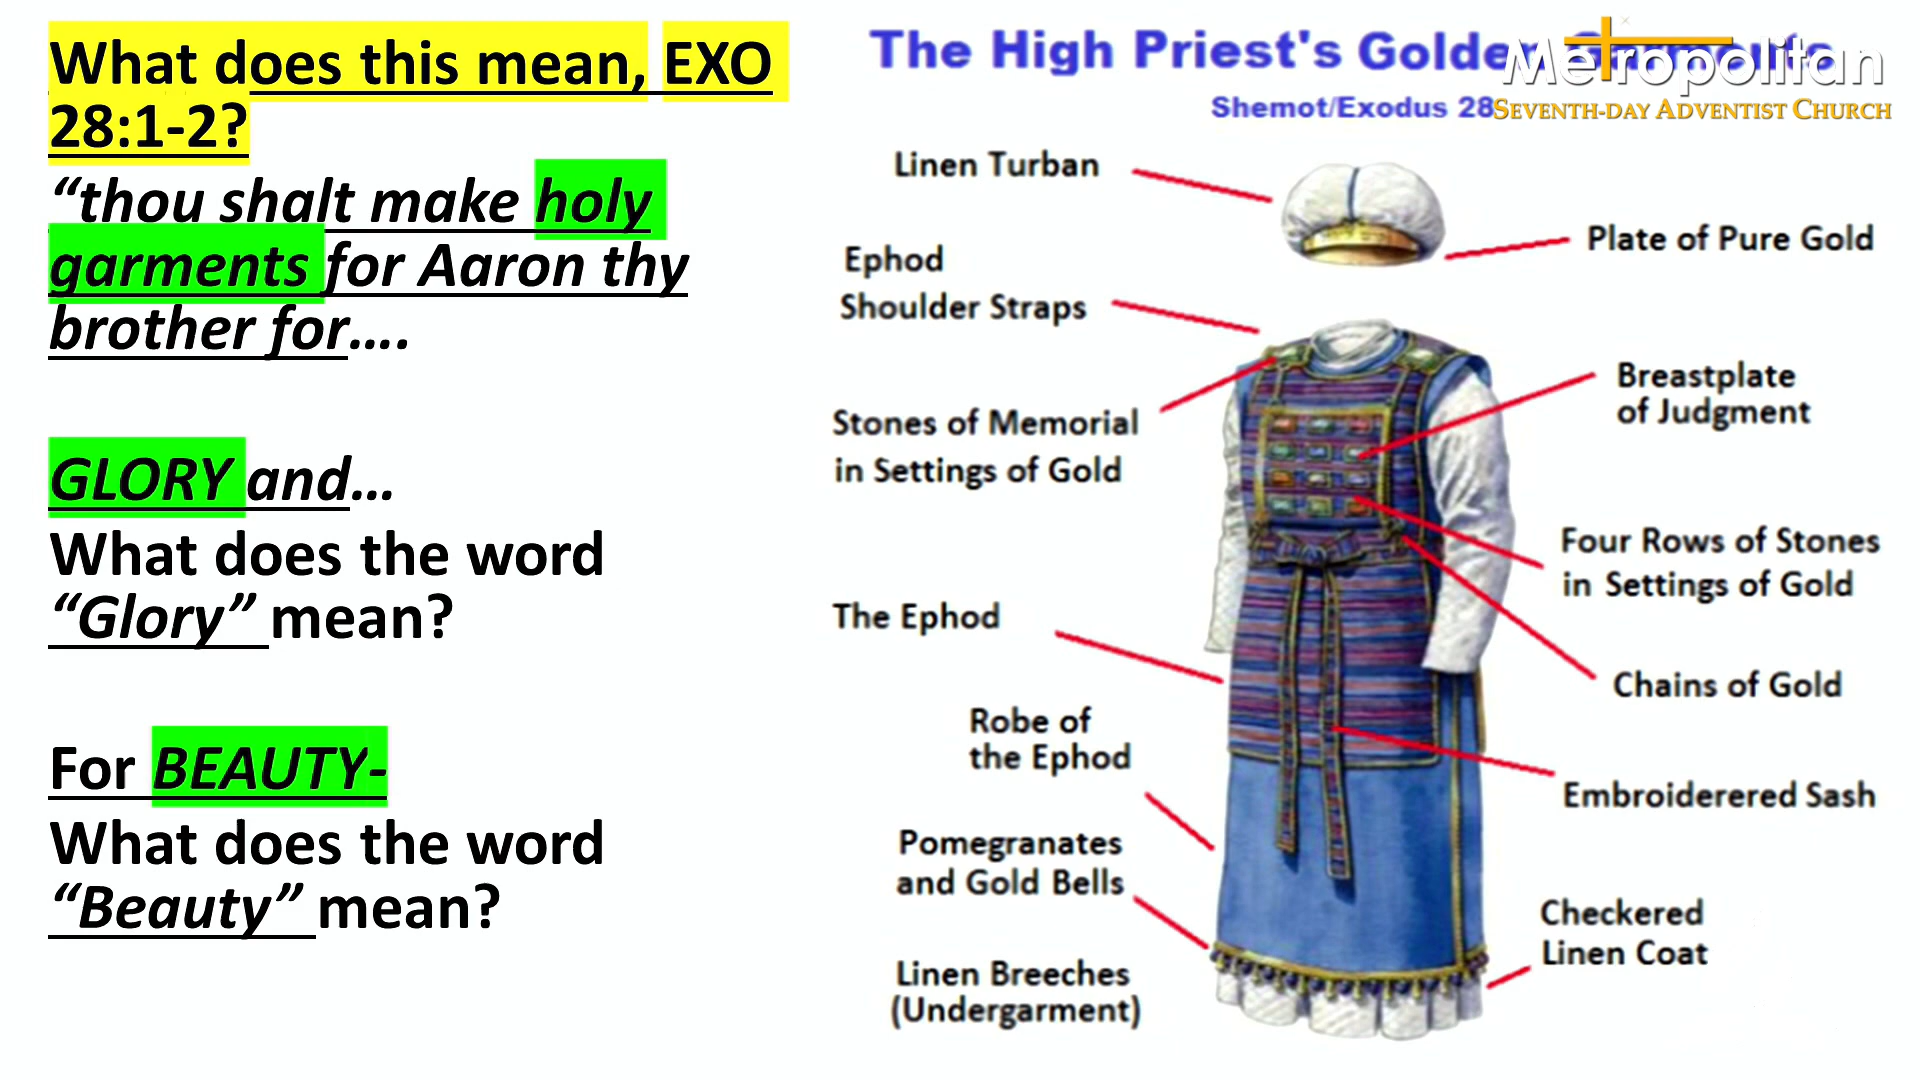 What does this mean, EXO
28:1-2?
“thou shalt make holy
garments for Aaron thy
brother for….
GLORY and…
What does the word
“Glory” mean?
For BEAUTY-
What does the word
“Beauty” mean?
The High Priest's Golden
Shemot/Exodus 28
Metropolitan
SEVENTH-DAY ADVENTIST CHURCH
Linen Turban
Plate of Pure Gold
Ephod
Shoulder Straps
Breastplate
of Judgment
Stones of Memorial
in Settings of Gold
Four Rows of Stones
in Settings of Gold
The Ephod
Chains of Gold
Robe of
the Ephod
Embroiderered Sash
Pomegranates
and Gold Bells
Checkered
Linen Coat
Linen Breeches
(Undergarment)